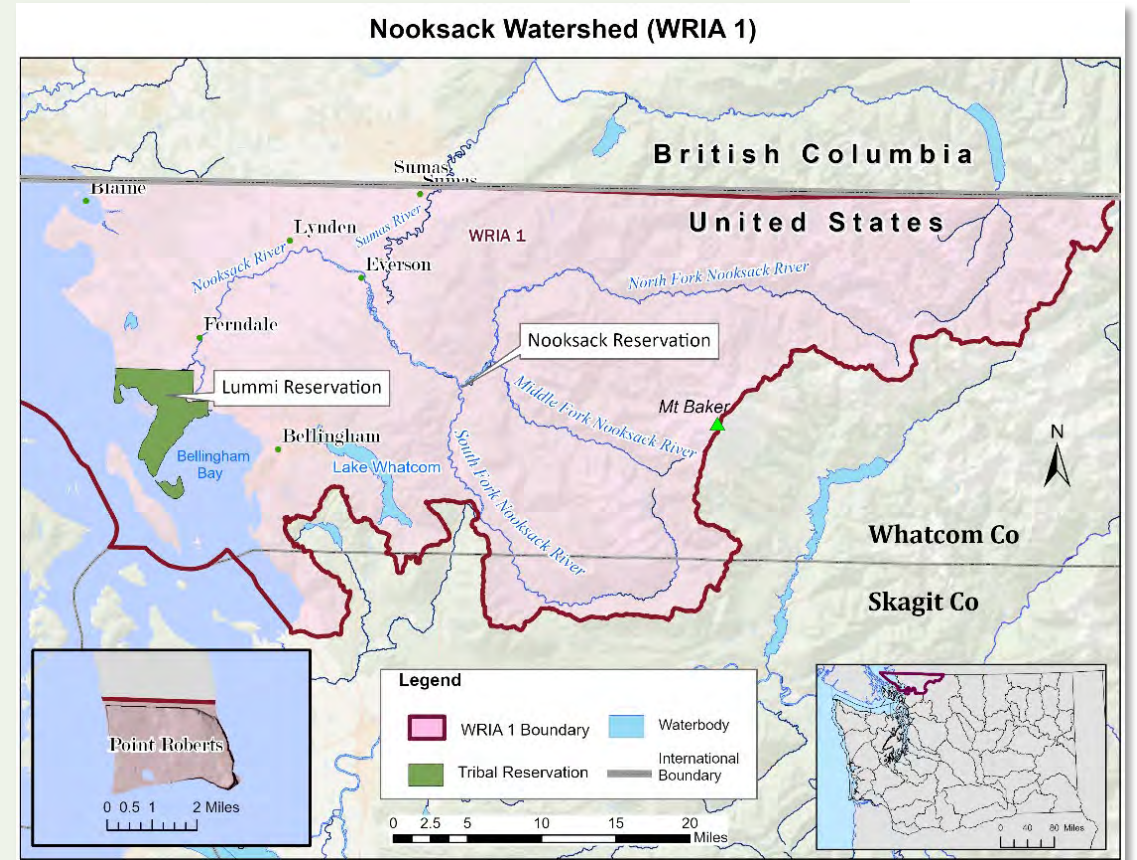 Nooksack Watershed (WRIA 1)
British Columbia
Sumas
Sumas
Blaine
United States
Lynden
Sumas River
WRIA 1
Nooksack River
Everson
North Fork Nooksack River
Ferndale
Nooksack Reservation
Lummi Reservation
Middle Fork Nooksack River
Mt Baker
N
Bellingham
South Fork Nooksack River
Bellingham
Bay
Lake Whatcom
Whatcom Co
Skagit Co
Legend
WRIA 1 Boundary
Waterbody
Tribal Reservation
International
Boundary
Point Roberts
0 0.5 1 2 Miles
0 2.5 5 10 15 20
Miles
0 40 80 Miles